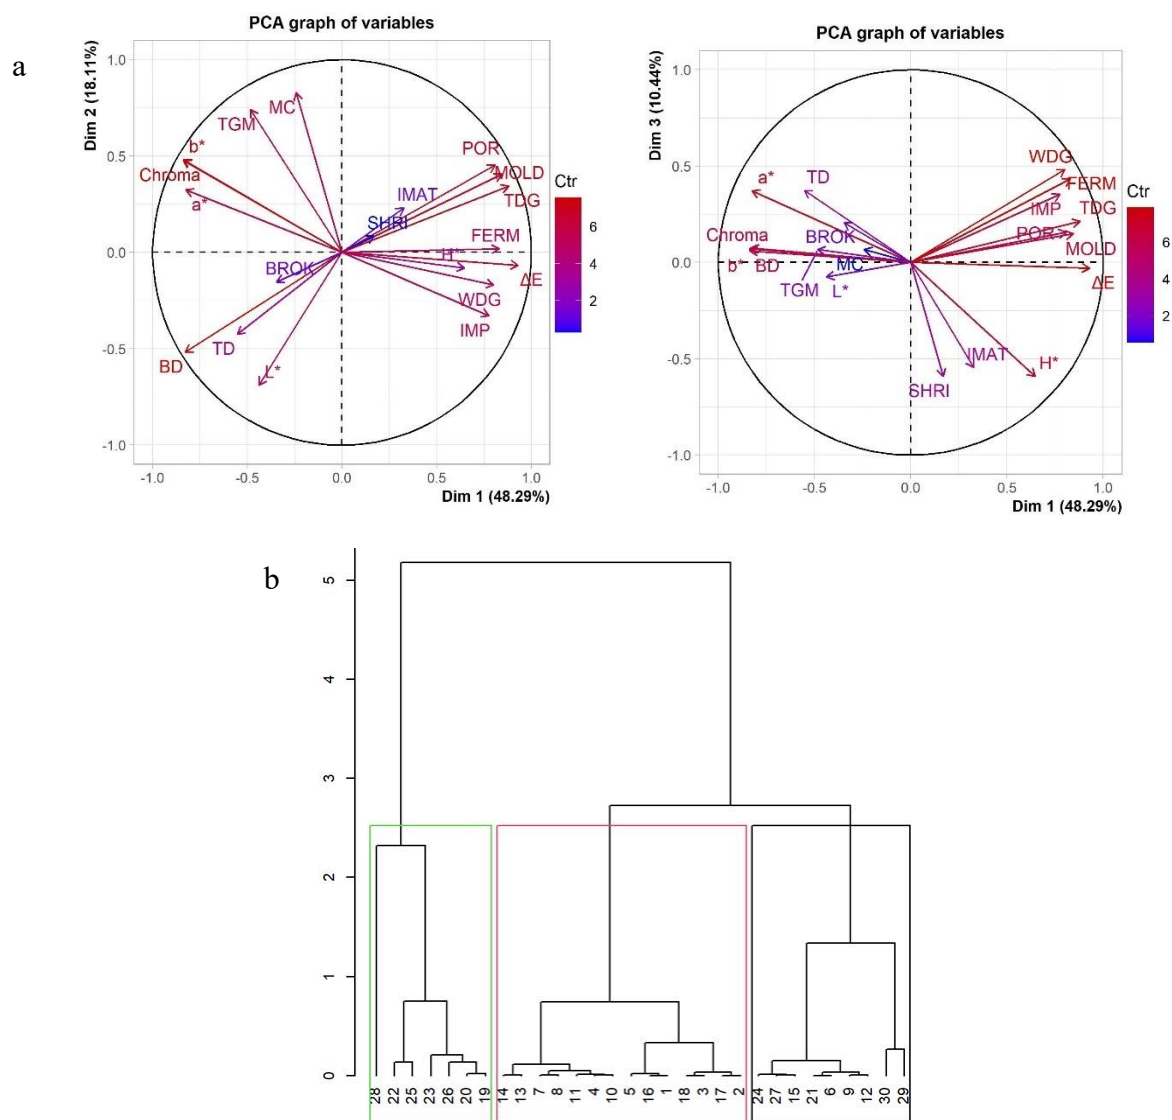 a
PCA graph of variables
Dim 2 (18.11%)
1.0
0.5
0.0
-0.5
-1.0
MC
TGM
b*
Chroma
a*
POR
MOLD
IMAT
TDG
SHRI
FERM
H*
BROK
ΔE
WDG
IMP
TD
BD
L*
-1.0 -0.5 0.0 0.5 1.0
Dim 1 (48.29%)
Ctr
6
4
2
PCA graph of variables
Dim 3 (10.44%)
1.0
0.5
0.0
-0.5
-1.0
WDG
a*
TD
FERM
IMP
TDG
Chroma
BROK
POR
MOLD
b* BD
MC
ΔE
TGM
L*
IMAT
H*
SHRI
-1.0 -0.5 0.0 0.5 1.0
Dim 1 (48.29%)
Ctr
6
4
2
b
5
4
3
2
1
0
28 22 25 23 26 20 19 14 13 7 8 11 4 10 5 16 1 18 3 17 2 24 27 15 21 6 9 12 30 29